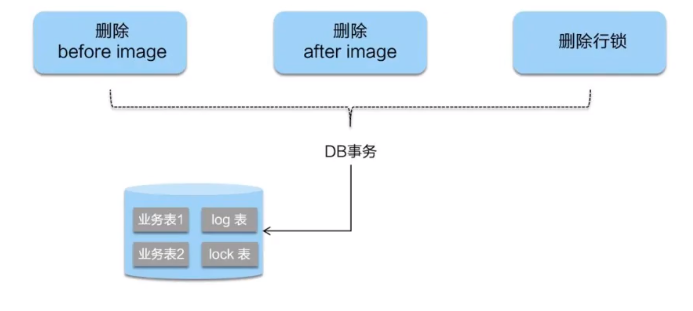 删除
before image
删除
after image
删除行锁
DB事务
业务表1
log 表
业务表2
lock 表